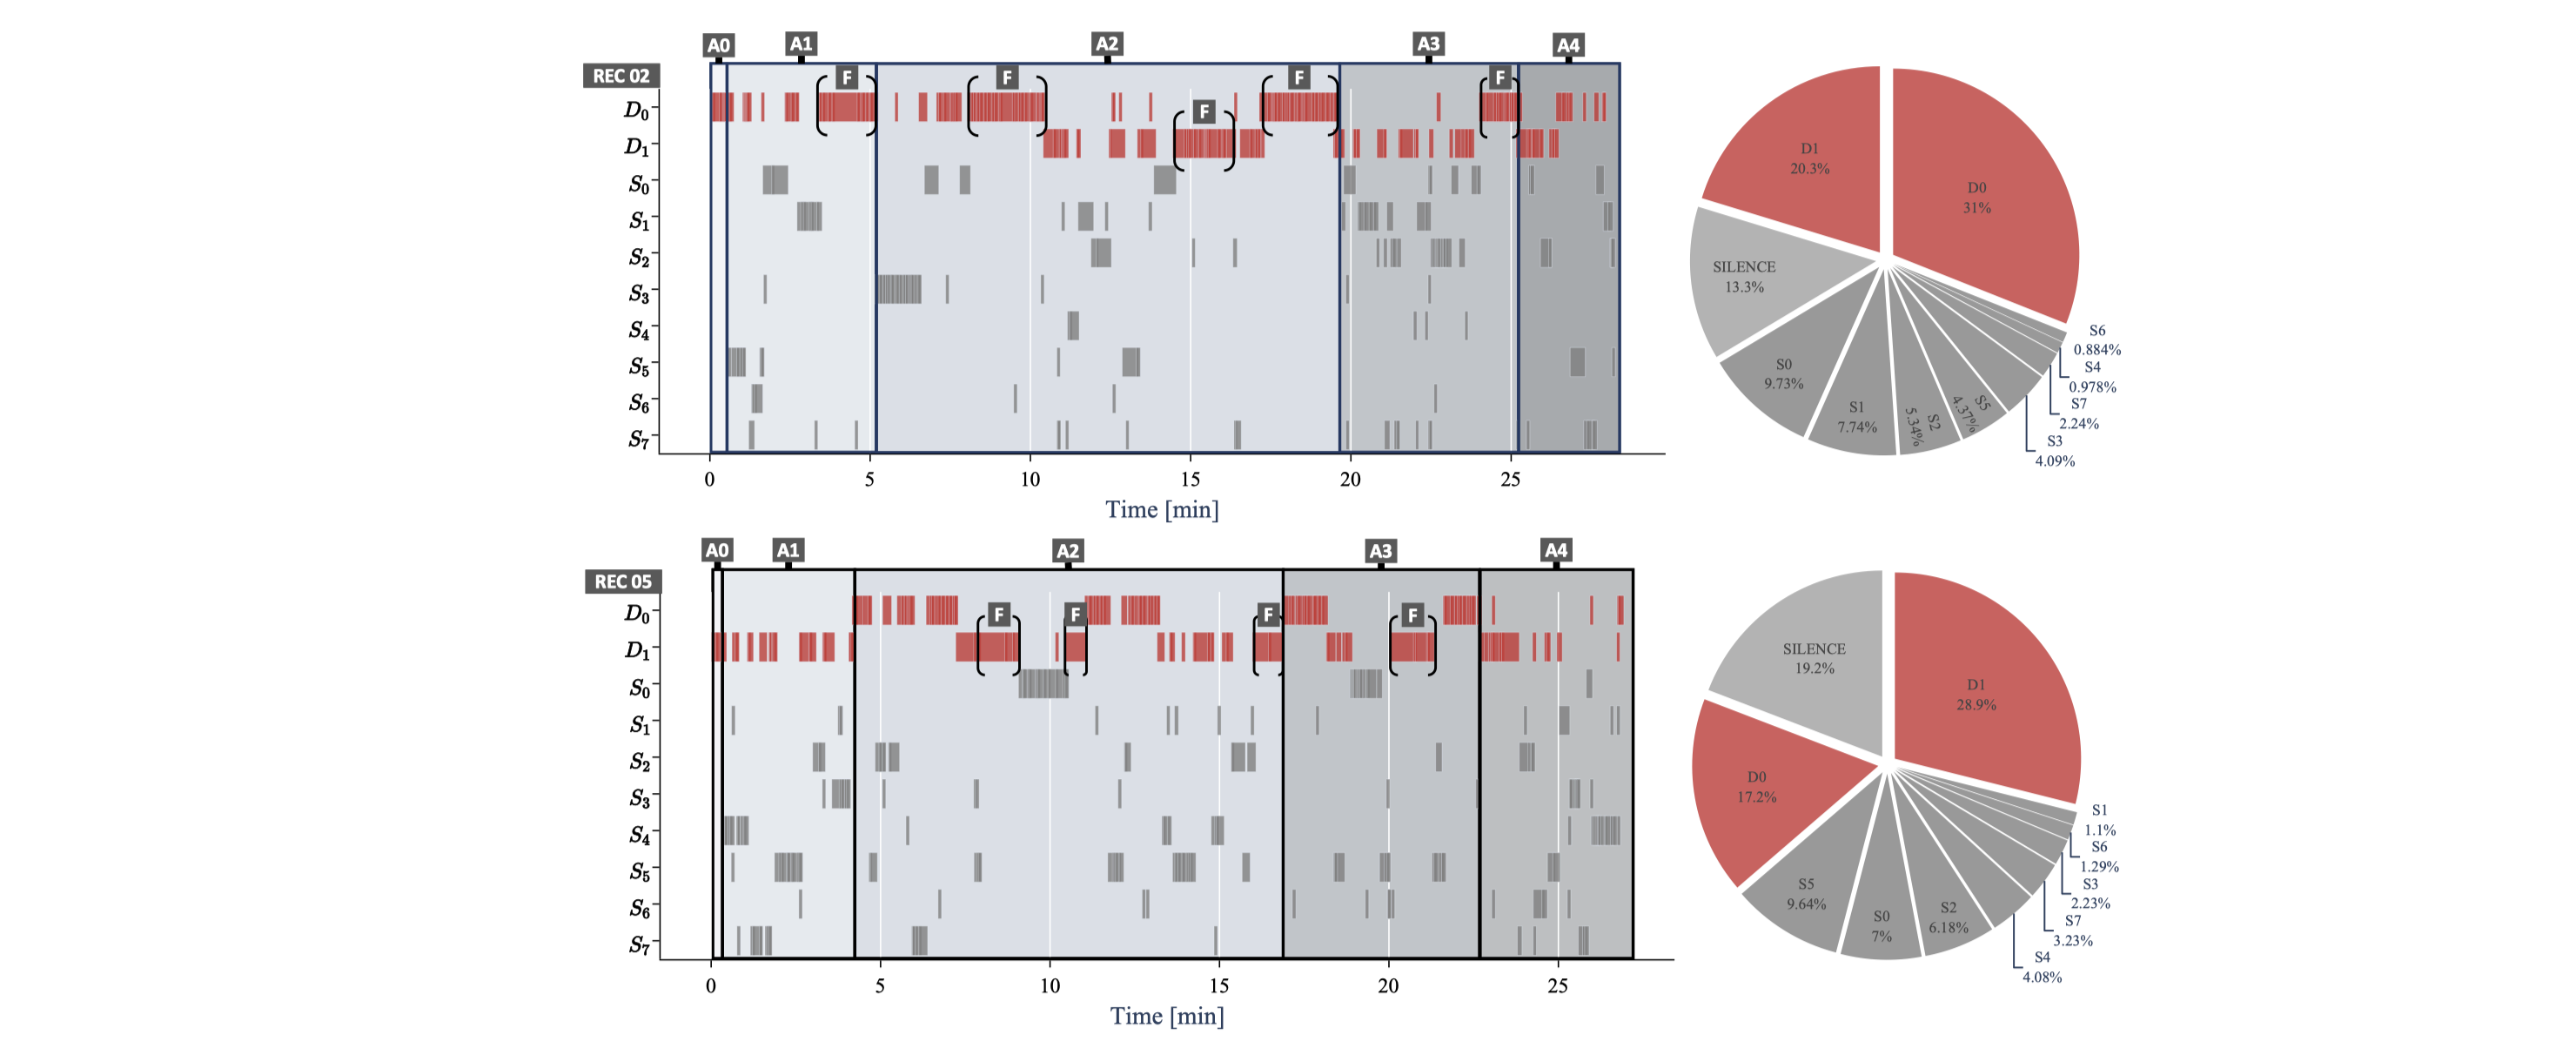 A0 A1 A2 A3 A4
REC 02
F F F F F
D0
D1
S0
S1
S2
S3
S4
S5
S6
S7
0 5 10 15 20 25
Time [min]
D1
20.3%
D0
31%
SILENCE
13.3%
S0
9.73%
S1
7.74%
S2
5.34%
S5
4.37%
S6
0.884%
S4
0.978%
S7
2.24%
S3
4.09%
A0 A1 A2 A3 A4
REC 05
F F F F
D0
D1
S0
S1
S2
S3
S4
S5
S6
S7
0 5 10 15 20 25
Time [min]
SILENCE
19.2%
D1
28.9%
D0
17.2%
S5
9.64%
S0
7%
S2
6.18%
S1
1.1%
S6
1.29%
S3
2.23%
S7
3.23%
S4
4.08%